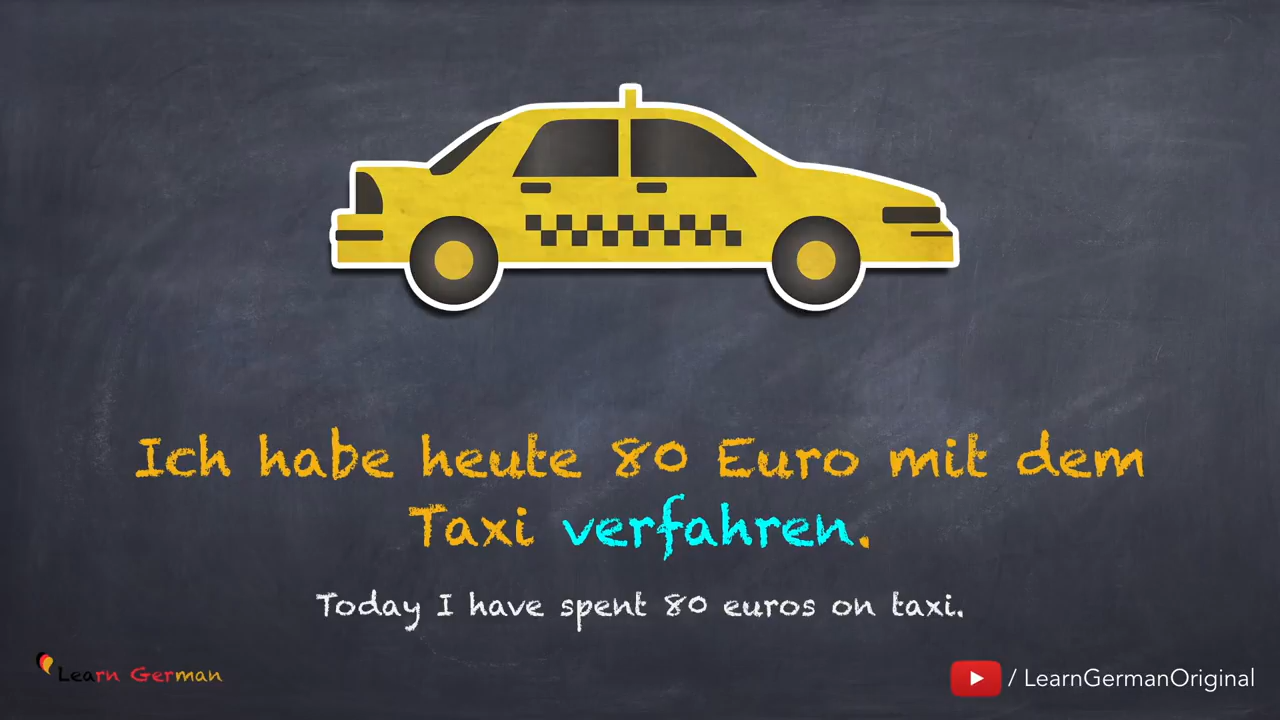 Ich habe heute 80 Euro mit dem
Taxi verfahren.
Today I have spent 80 euros on taxi.
Learn German
/ LearnGermanOriginal